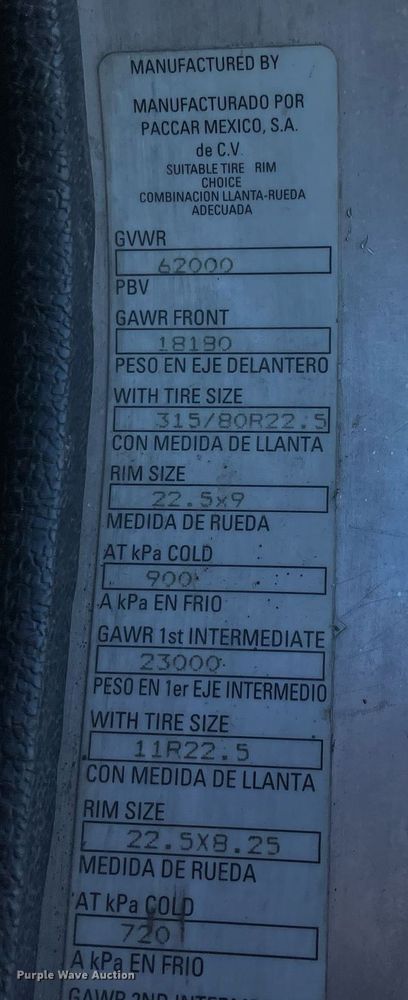 MANUFACTURED BY
MANUFACTURADO POR
PACCAR MEXICO, S.A.
de C.V.
SUITABLE TIRE RIM
CHOICE
COMBINACION LLANTA-RUEDA
ADECUADA
GVWR
62000
PBV
GAWR FRONT
18180
PESO EN EJE DELANTERO
WITH TIRE SIZE
315/80R22.5
CON MEDIDA DE LLANTA
RIM SIZE
22.5x9
MEDIDA DE RUEDA
AT kPa COLD
900
A kPa EN FRIO
GAWR 1st INTERMEDIATE
23000
PESO EN 1er EJE INTERMEDIO
WITH TIRE SIZE
11R22.5
CON MEDIDA DE LLANTA
RIM SIZE
22.5X8.25
MEDIDA DE RUEDA
AT kPa COLD
720
A kPa EN FRIO
GAWR 2ND INTERM
Purple Wave Auction